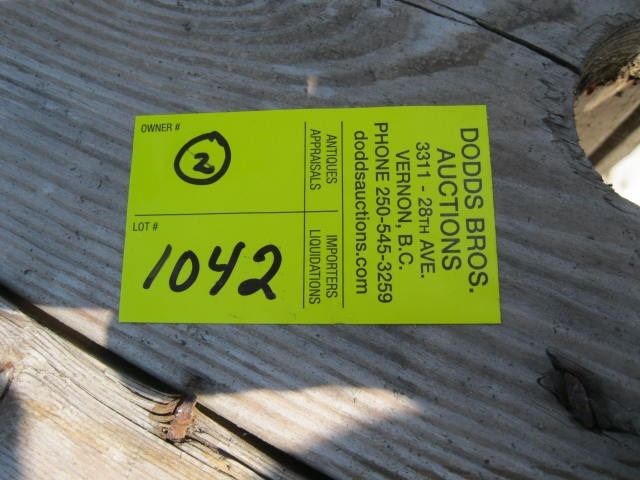 DODDS BROS.
AUCTIONS
3311 - 28TH AVE.
VERNON, B.C.
PHONE 250-545-3259
doddsauctions.com
ANTIQUES
APPRAISALS
IMPORTERS
LIQUIDATIONS
OWNER #
2
LOT #
1042